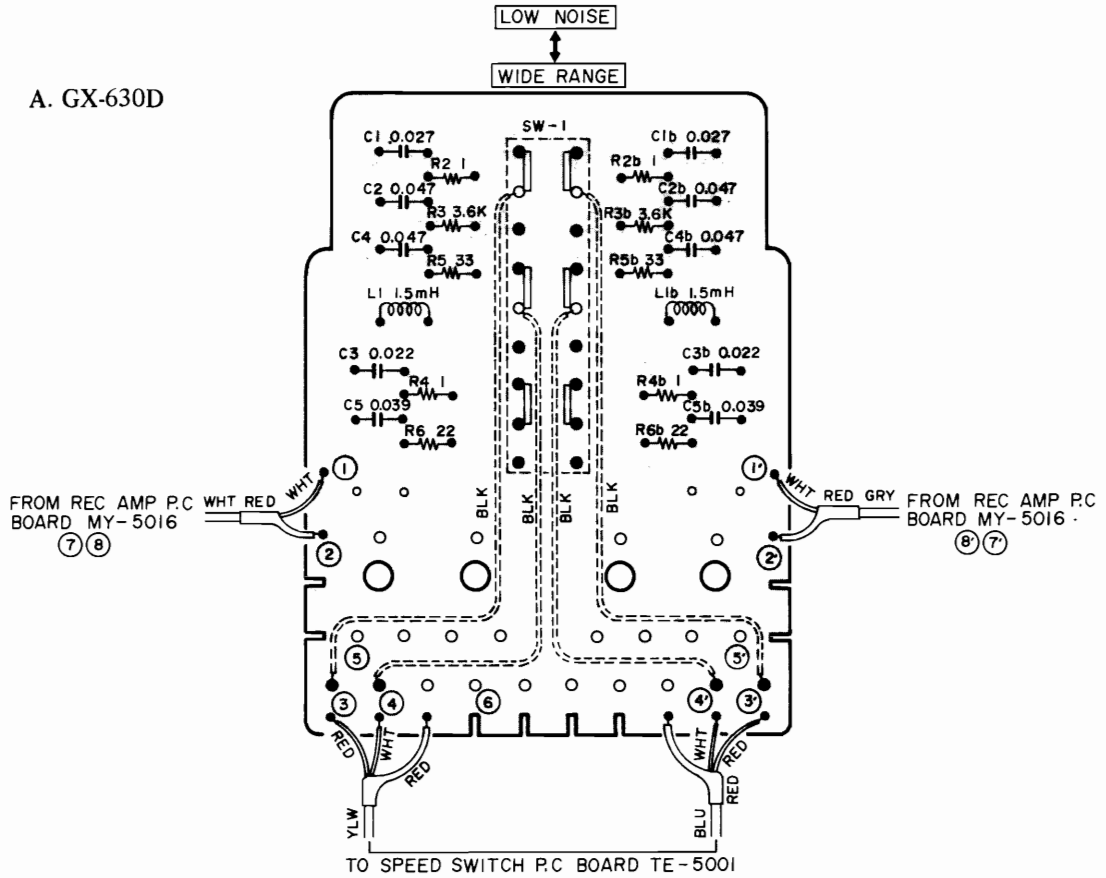 LOW NOISE
WIDE RANGE
A. GX-630D
SW-1
C1 0.027
R2 1
C2 0.047
R3 3.6K
C4 0.047
R5 33
L1 1.5mH
C3 0.022
R4 1
C5 0.039
R6 22
C1b 0.027
R2b 1
C2b 0.047
R3b 3.6K
C4b 0.047
R5b 33
L1b 1.5mH
C3b 0.022
R4b 1
C5b 0.039
R6b 22
1
WHT
FROM REC AMP P.C WHT RED
BOARD MY-5016
7 8
2
BLK
BLK
BLK
BLK
1'
WHT
RED GRY
FROM REC AMP P.C
BOARD MY-5016
8' 7'
2'
5
5'
3
4
6
4'
3'
RED
WHT
RED
WHT
RED
RED
YLW
BLU
TO SPEED SWITCH P.C BOARD TE-5001